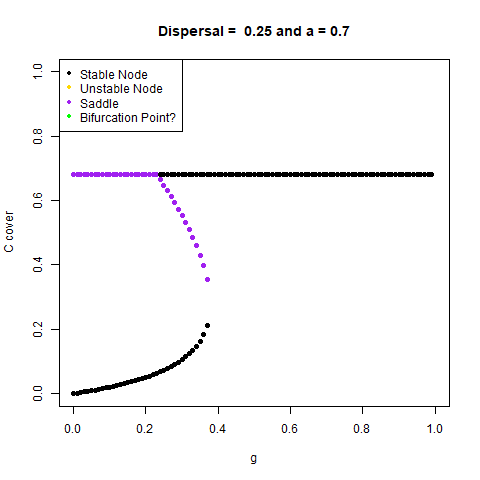 Dispersal =  0.25 and a = 0.7
Stable Node
Unstable Node
Saddle
Bifurcation Point?
C cover
1.0
0.8
0.6
0.4
0.2
0.0
0.0 0.2 0.4 0.6 0.8 1.0
g